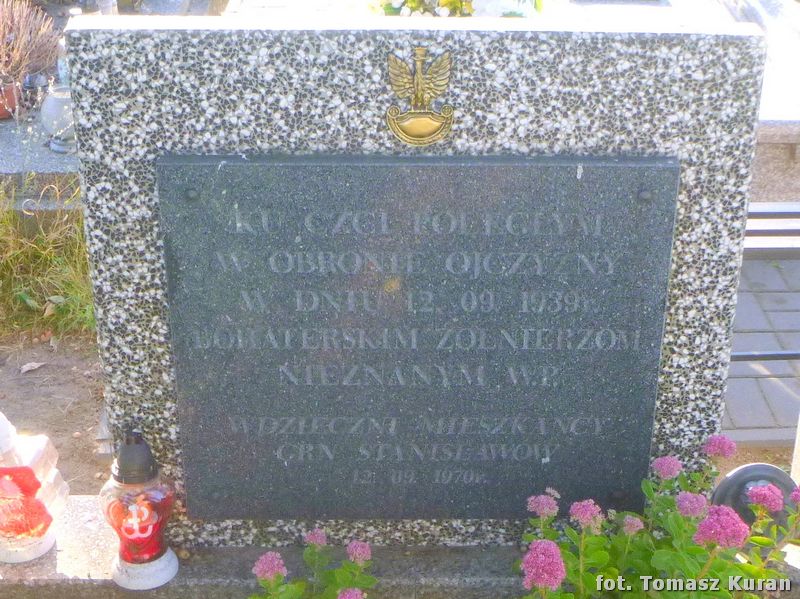 KU CZCI POLEGŁYM
W OBRONIE OJCZYZNY
W DNIU 12. 09. 1939r.
BOHATERSKIM ŻOŁNIERZOM
NIEZNANYM W.P.
WDZIĘCZNI MIESZKAŃCY
GRN STANISŁAWÓW
12. 09. 1970r.
fot. Tomasz Kuran